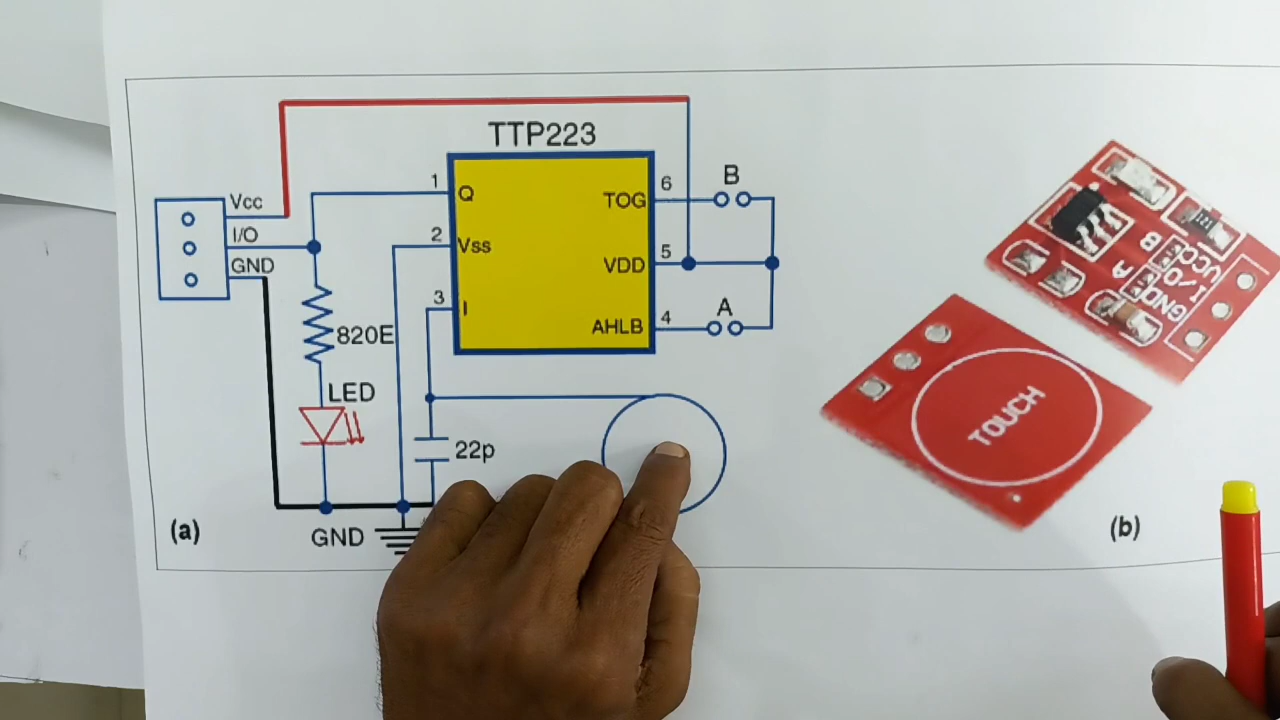 TTP223
Vcc
I/O
GND
1
Q
2
Vss
3
I
TOG
6
B
VDD
5
AHLB
4
A
820E
LED
22p
GND
(a)
TOUCH
121
B
A
VCC
I/O
GND
(b)